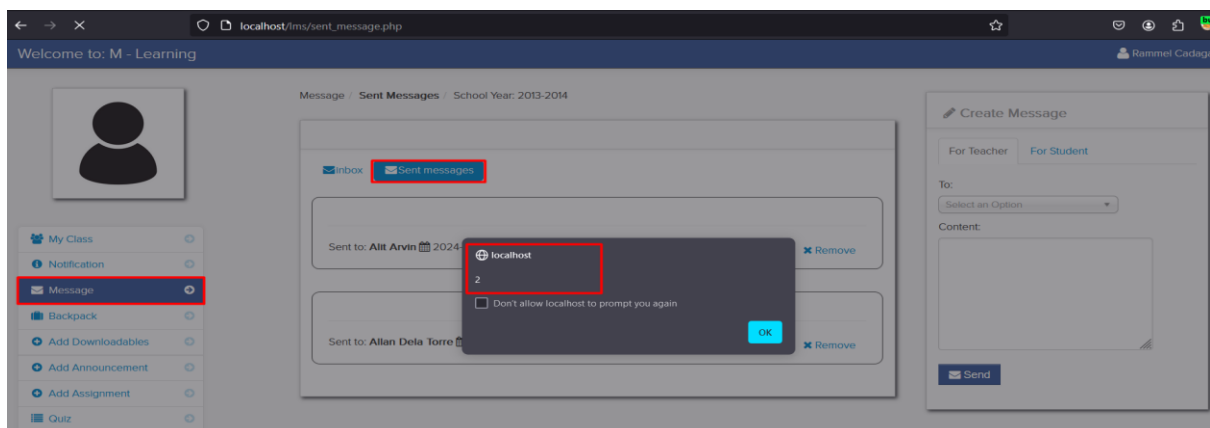 localhost/lms/sent_message.php
Welcome to: M - Learning
Rammel Cadag
Message / Sent Messages / School Year: 2013-2014
Create Message
For Teacher For Student
Inbox Sent messages
To:
Select an Option
Content:
My Class
Sent to: Alit Arvin 2024-
Remove
localhost
Notification
2
Message
Don't allow localhost to prompt you again
Backpack
OK
Add Downloadables
Sent to: Allan Dela Torre
Remove
Add Announcement
Send
Add Assignment
Quiz